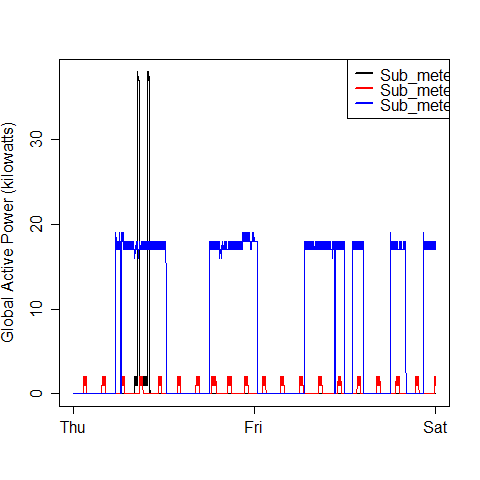 Sub_mete
Sub_mete
Sub_mete
Global Active Power (kilowatts)
30
20
10
0
Thu Fri Sat